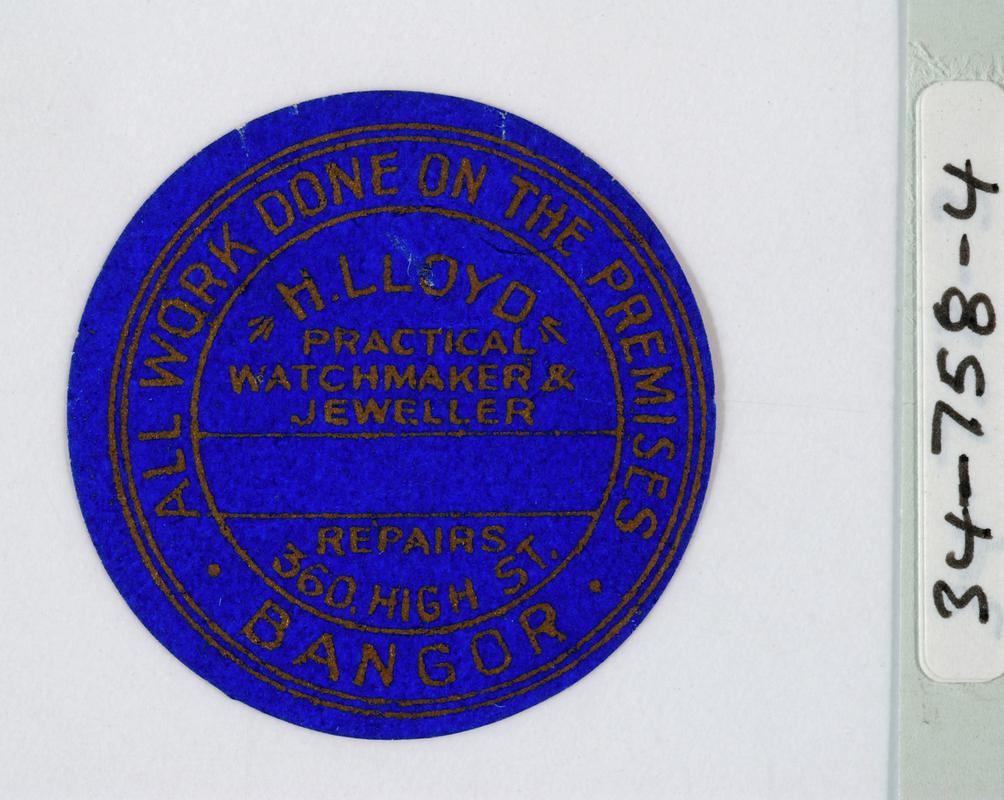 ALL WORK DONE ON THE PREMISES
H. LLOYD
PRACTICAL
WATCHMAKER &
JEWELLER
REPAIRS
360, HIGH ST.
BANGOR
34-758-4